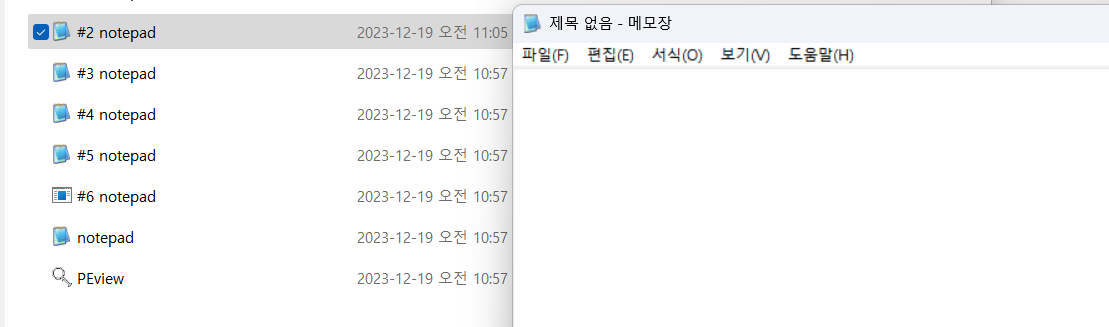 #2 notepad 2023-12-19 오전 11:05
#3 notepad 2023-12-19 오전 10:57
#4 notepad 2023-12-19 오전 10:57
#5 notepad 2023-12-19 오전 10:57
#6 notepad 2023-12-19 오전 10:57
notepad 2023-12-19 오전 10:57
PEview 2023-12-19 오전 10:57
제목 없음 - 메모장
파일(F) 편집(E) 서식(O) 보기(V) 도움말(H)